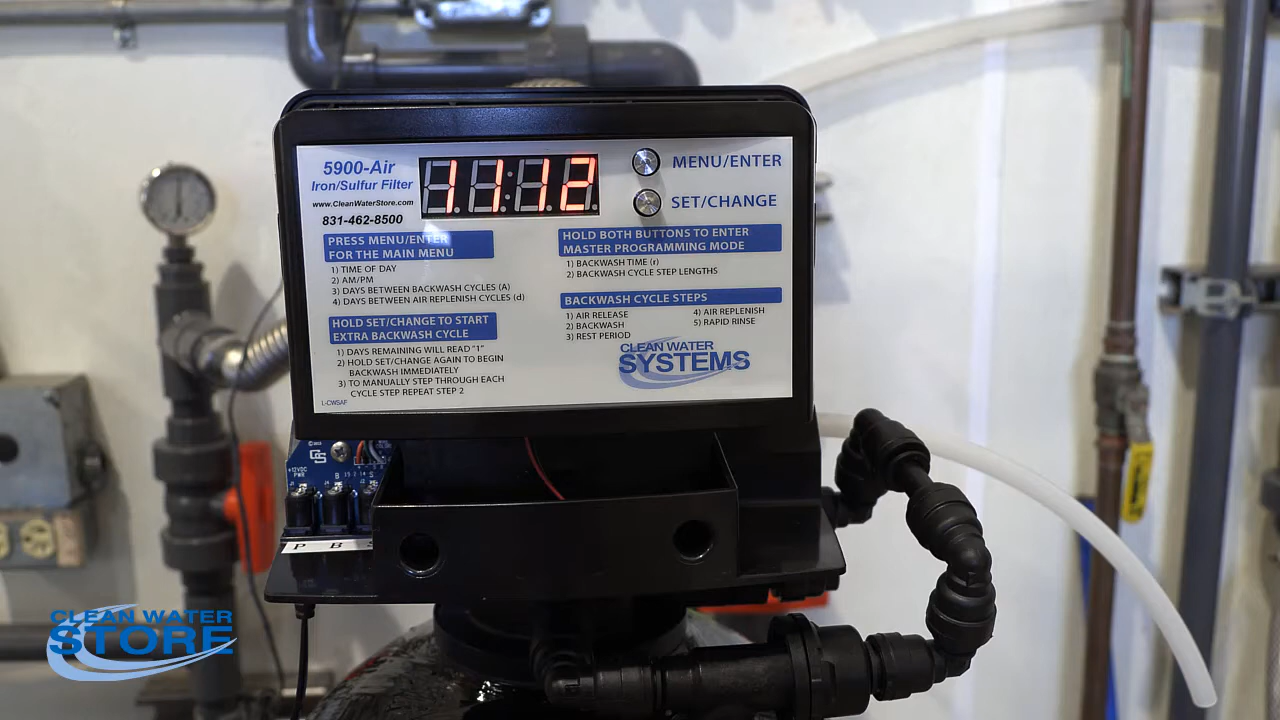 5900-Air
Iron/Sulfur Filter
www.CleanWaterStore.com
831-462-8500
11:12
MENU/ENTER
SET/CHANGE
PRESS MENU/ENTER
FOR THE MAIN MENU
1) TIME OF DAY
2) AM/PM
3) DAYS BETWEEN BACKWASH CYCLES (A)
4) DAYS BETWEEN AIR REPLENISH CYCLES (d)
HOLD SET/CHANGE TO START
EXTRA BACKWASH CYCLE
1) DAYS REMAINING WILL READ "1"
2) HOLD SET/CHANGE AGAIN TO BEGIN
BACKWASH IMMEDIATELY
3) TO MANUALLY STEP THROUGH EACH
CYCLE STEP REPEAT STEP 2
L-CWSAF
HOLD BOTH BUTTONS TO ENTER
MASTER PROGRAMMING MODE
1) BACKWASH TIME (r)
2) BACKWASH CYCLE STEP LENGTHS
BACKWASH CYCLE STEPS
1) AIR RELEASE
2) BACKWASH
3) REST PERIOD
4) AIR REPLENISH
5) RAPID RINSE
CLEAN WATER
SYSTEMS
+12VDC
PWR
B
P B
CLEAN WATER
STORE